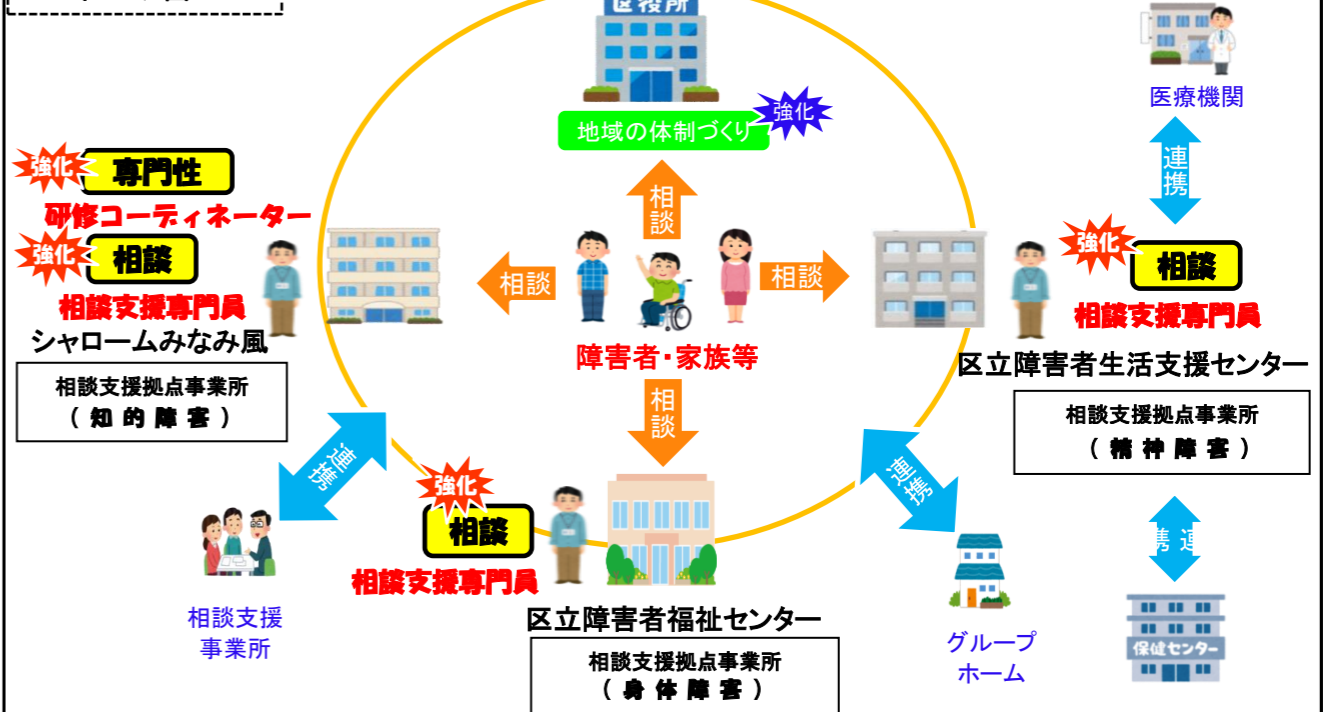 区役所
地域の体制づくり
強化
医療機関
連携
強化
専門性
研修コーディネーター
強化
相談
相談支援専門員
シャロームみなみ風
相談支援拠点事業所
(知的障害)
相談
相談
相談
障害者・家族等
相談
強化
相談
相談支援専門員
区立障害者生活支援センター
相談支援拠点事業所
(精神障害)
連携
連携
連携
強化
相談
相談支援専門員
区立障害者福祉センター
相談支援拠点事業所
(身体障害)
相談支援
事業所
グループ
ホーム
保健センター